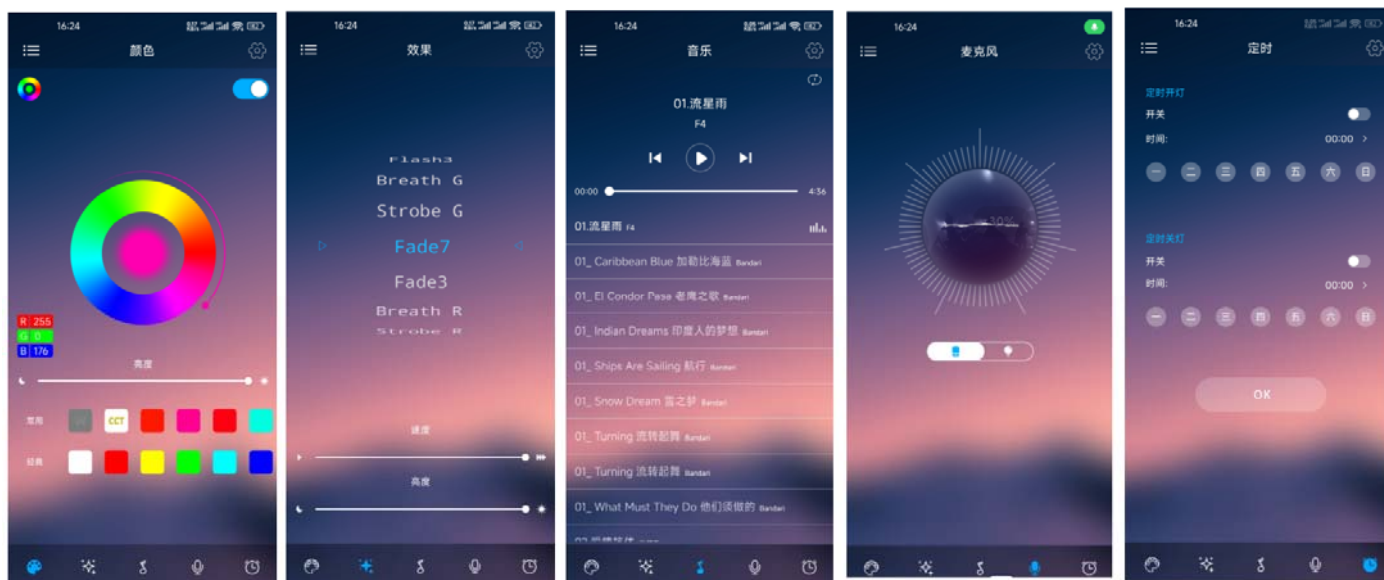 16:24
颜色
R 255
G 0
B 176
亮度
常用
CCT
经典
16:24
效果
Flash3
Breath G
Strobe G
Fade7
Fade3
Breath R
Strobe R
速度
亮度
16:24
音乐
01.流星雨
F4
00:00
4:36
01.流星雨 F4
01_ Caribbean Blue 加勒比海蓝 Bandari
01_ El Condor Pasa 老鹰之歌 Bandari
01_ Indian Dreams 印度人的梦想 Bandari
01_ Ships Are Sailing 航行 Bandari
01_ Snow Dream 雪之梦 Bandari
01_ Turning 流转起舞 Bandari
01_ Turning 流转起舞 Bandari
01_ What Must They Do 他们须做的 Bandari
16:24
麦克风
30%
16:24
定时
定时开灯
开关
时间:
00:00 >
一 二 三 四 五 六 日
定时关灯
开关
时间:
00:00 >
一 二 三 四 五 六 日
OK